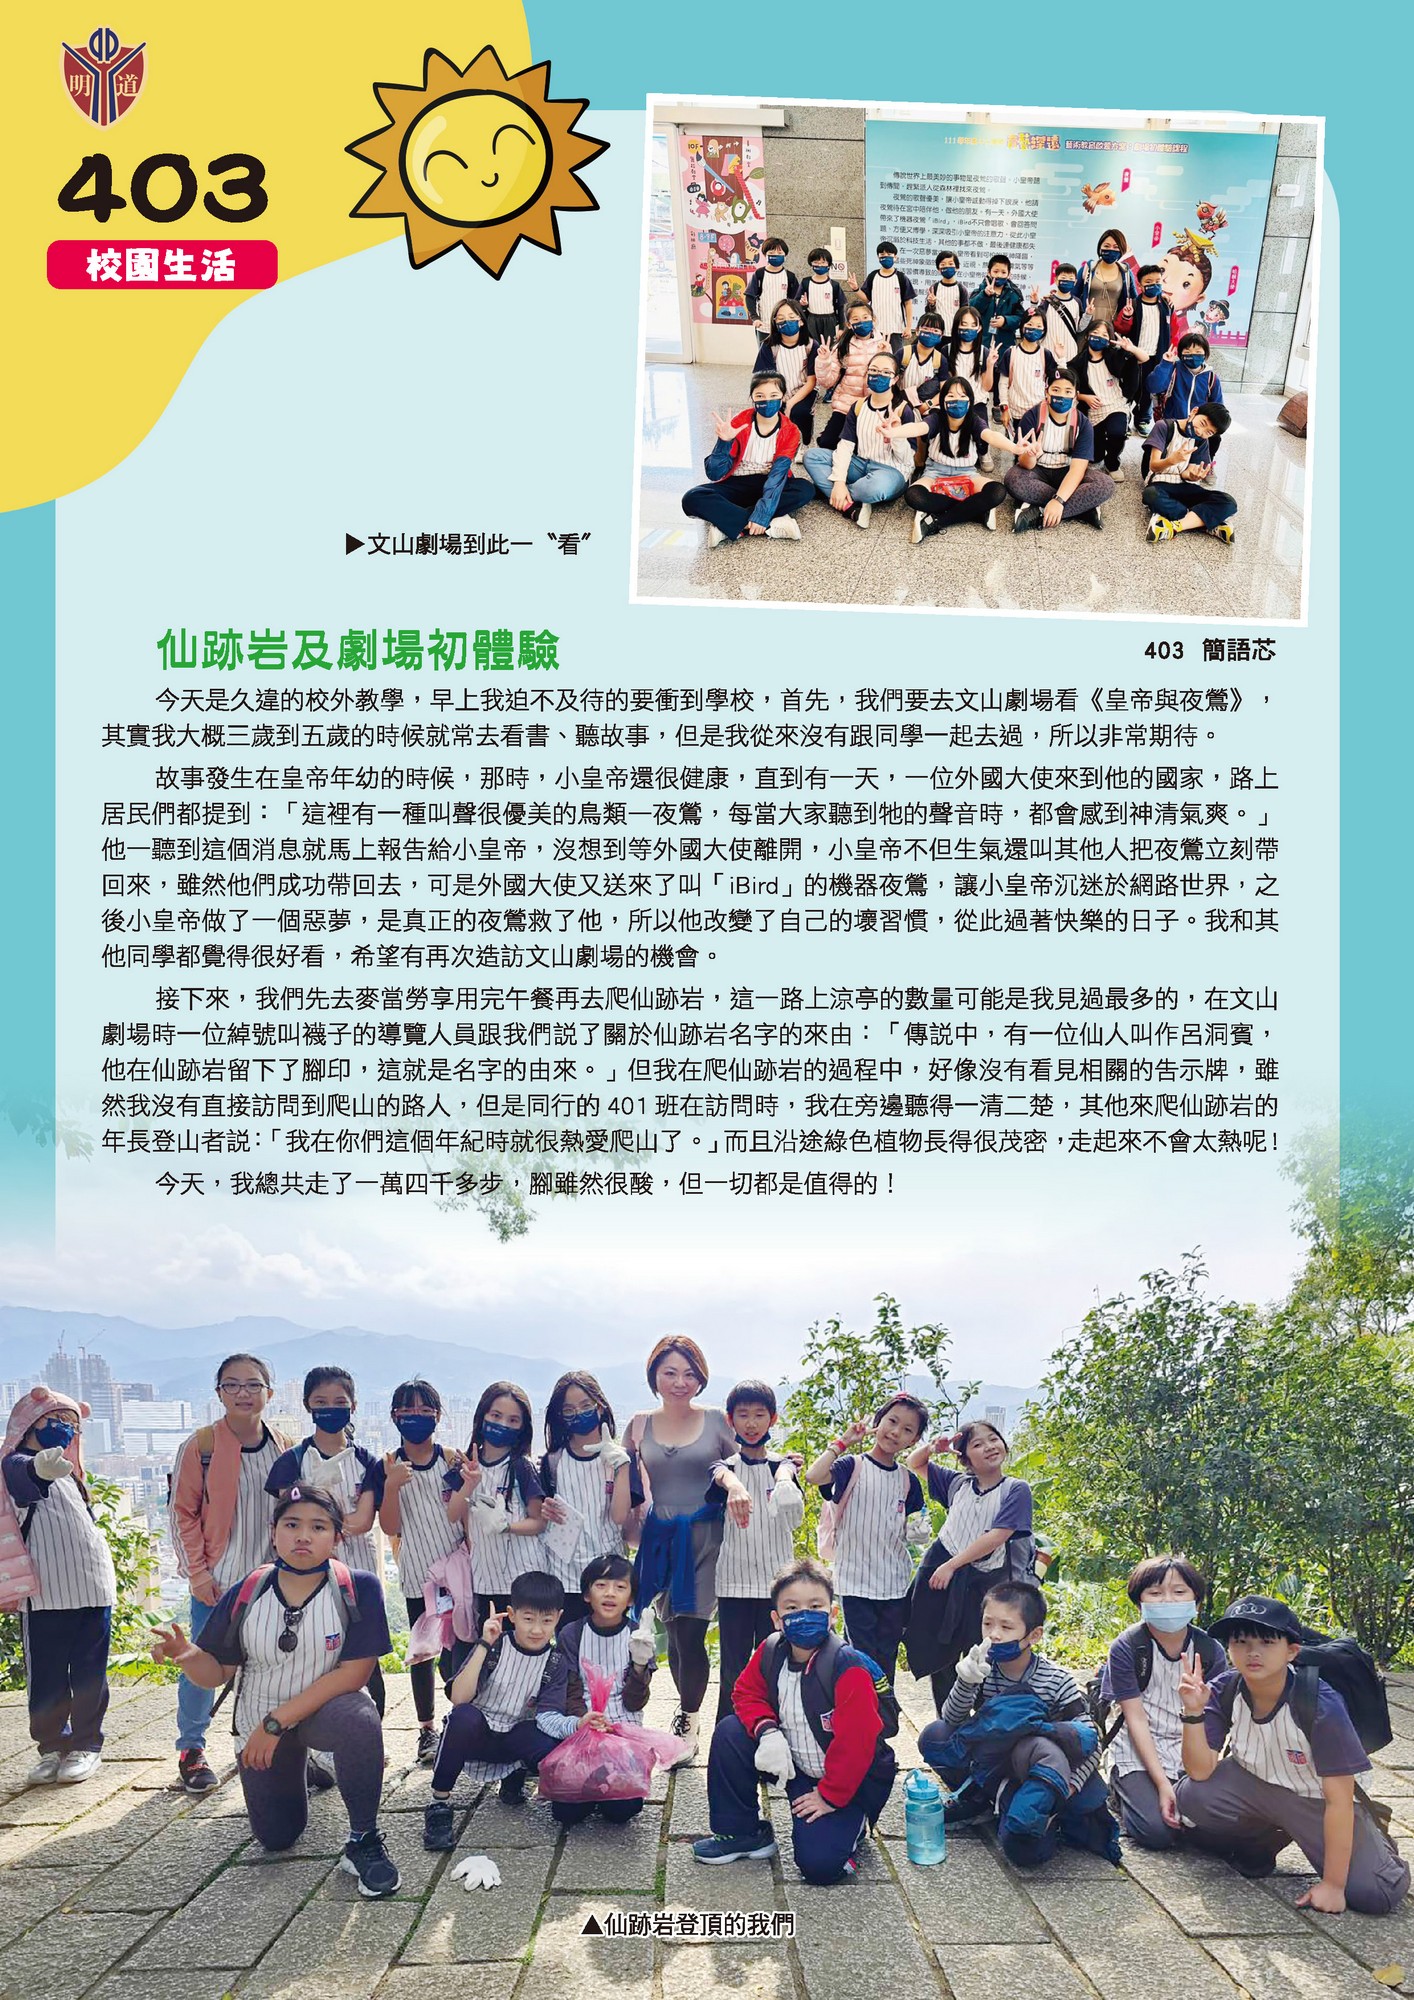 明道
403
校園生活
▶文山劇場到此一〝看〞
仙跡岩及劇場初體驗
403 簡語芯
今天是久違的校外教學，早上我迫不及待的要衝到學校，首先，我們要去文山劇場看《皇帝與夜鶯》，
其實我大概三歲到五歲的時候就常去看書、聽故事，但是我從來沒有跟同學一起去過，所以非常期待。
故事發生在皇帝年幼的時候，那時，小皇帝還很健康，直到有一天，一位外國大使來到他的國家，路上
居民們都提到：「這裡有一種叫聲很優美的鳥類—夜鶯，每當大家聽到牠的聲音時，都會感到神清氣爽。」
他一聽到這個消息就馬上報告給小皇帝，沒想到等外國大使離開，小皇帝不但生氣還叫其他人把夜鶯立刻帶
回來，雖然他們成功帶回去，可是外國大使又送來了叫「iBird」的機器夜鶯，讓小皇帝沉迷於網路世界，之
後小皇帝做了一個惡夢，是真正的夜鶯救了他，所以他改變了自己的壞習慣，從此過著快樂的日子。我和其
他同學都覺得很好看，希望有再次造訪文山劇場的機會。
接下來，我們先去麥當勞享用完午餐再去爬仙跡岩，這一路上涼亭的數量可能是我見過最多的，在文山
劇場時一位綽號叫襪子的導覽人員跟我們說了關於仙跡岩名字的來由：「傳說中，有一位仙人叫作呂洞賓，
他在仙跡岩留下了腳印，這就是名字的由來。」但我在爬仙跡岩的過程中，好像沒有看見相關的告示牌，雖
然我沒有直接訪問到爬山的路人，但是同行的 401 班在訪問時，我在旁邊聽得一清二楚，其他來爬仙跡岩的
年長登山者說：「我在你們這個年紀時就很熱愛爬山了。」而且沿途綠色植物長得很茂密，走起來不會太熱呢！
今天，我總共走了一萬四千多步，腳雖然很酸，但一切都是值得的！
▲仙跡岩登頂的我們